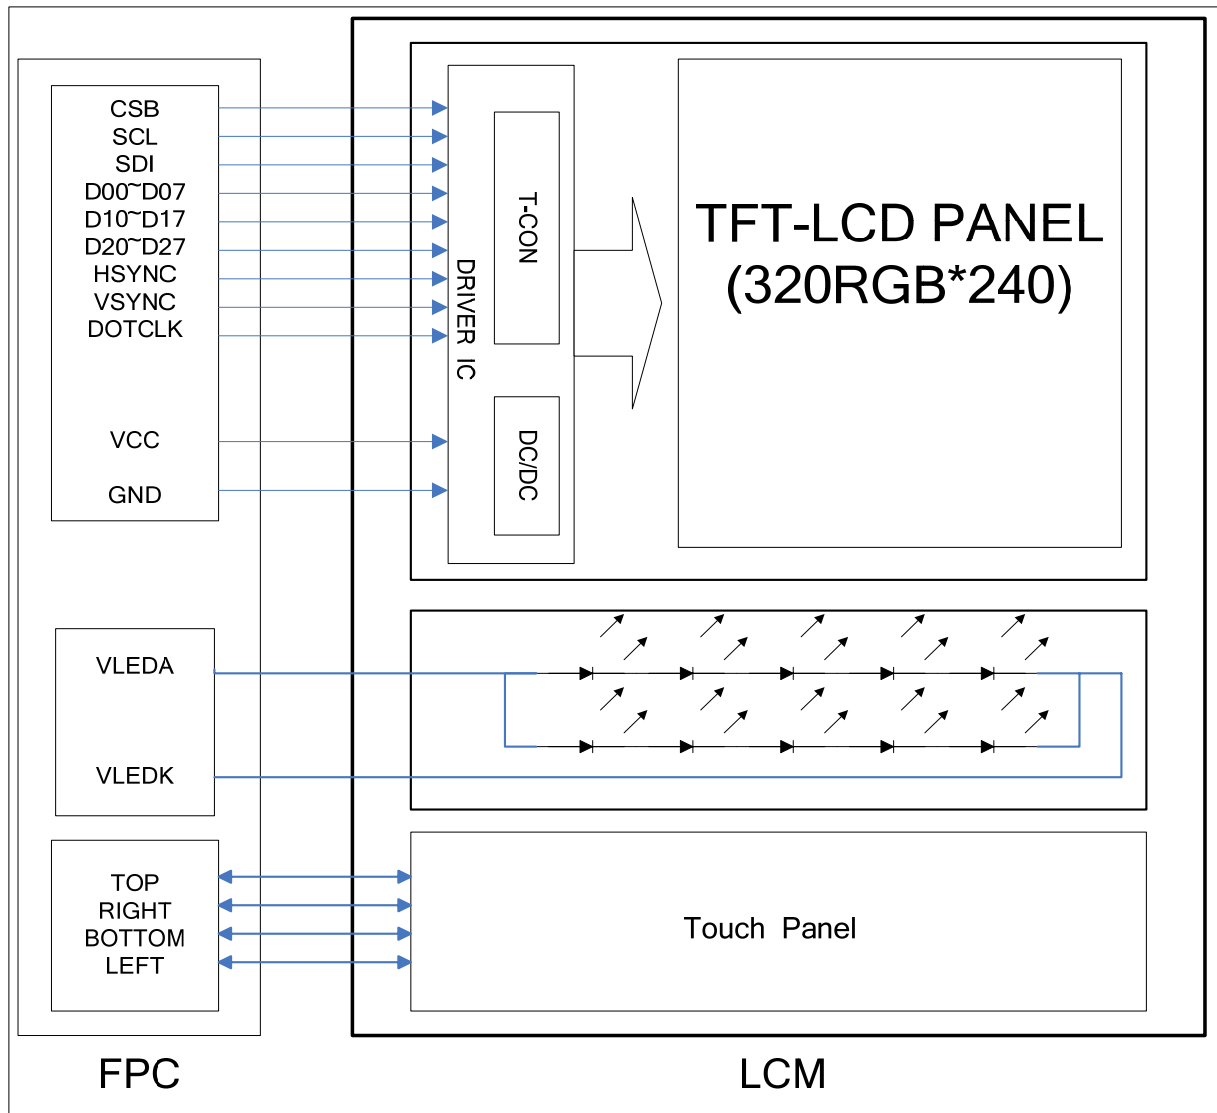 CSB
SCL
SDI
D00~D07
D10~D17
D20~D27
HSYNC
VSYNC
DOTCLK
VCC
GND
DRIVER IC
T-CON
DC/DC
TFT-LCD PANEL
(320RGB*240)
VLEDA
VLEDK
TOP
RIGHT
BOTTOM
LEFT
Touch Panel
FPC
LCM